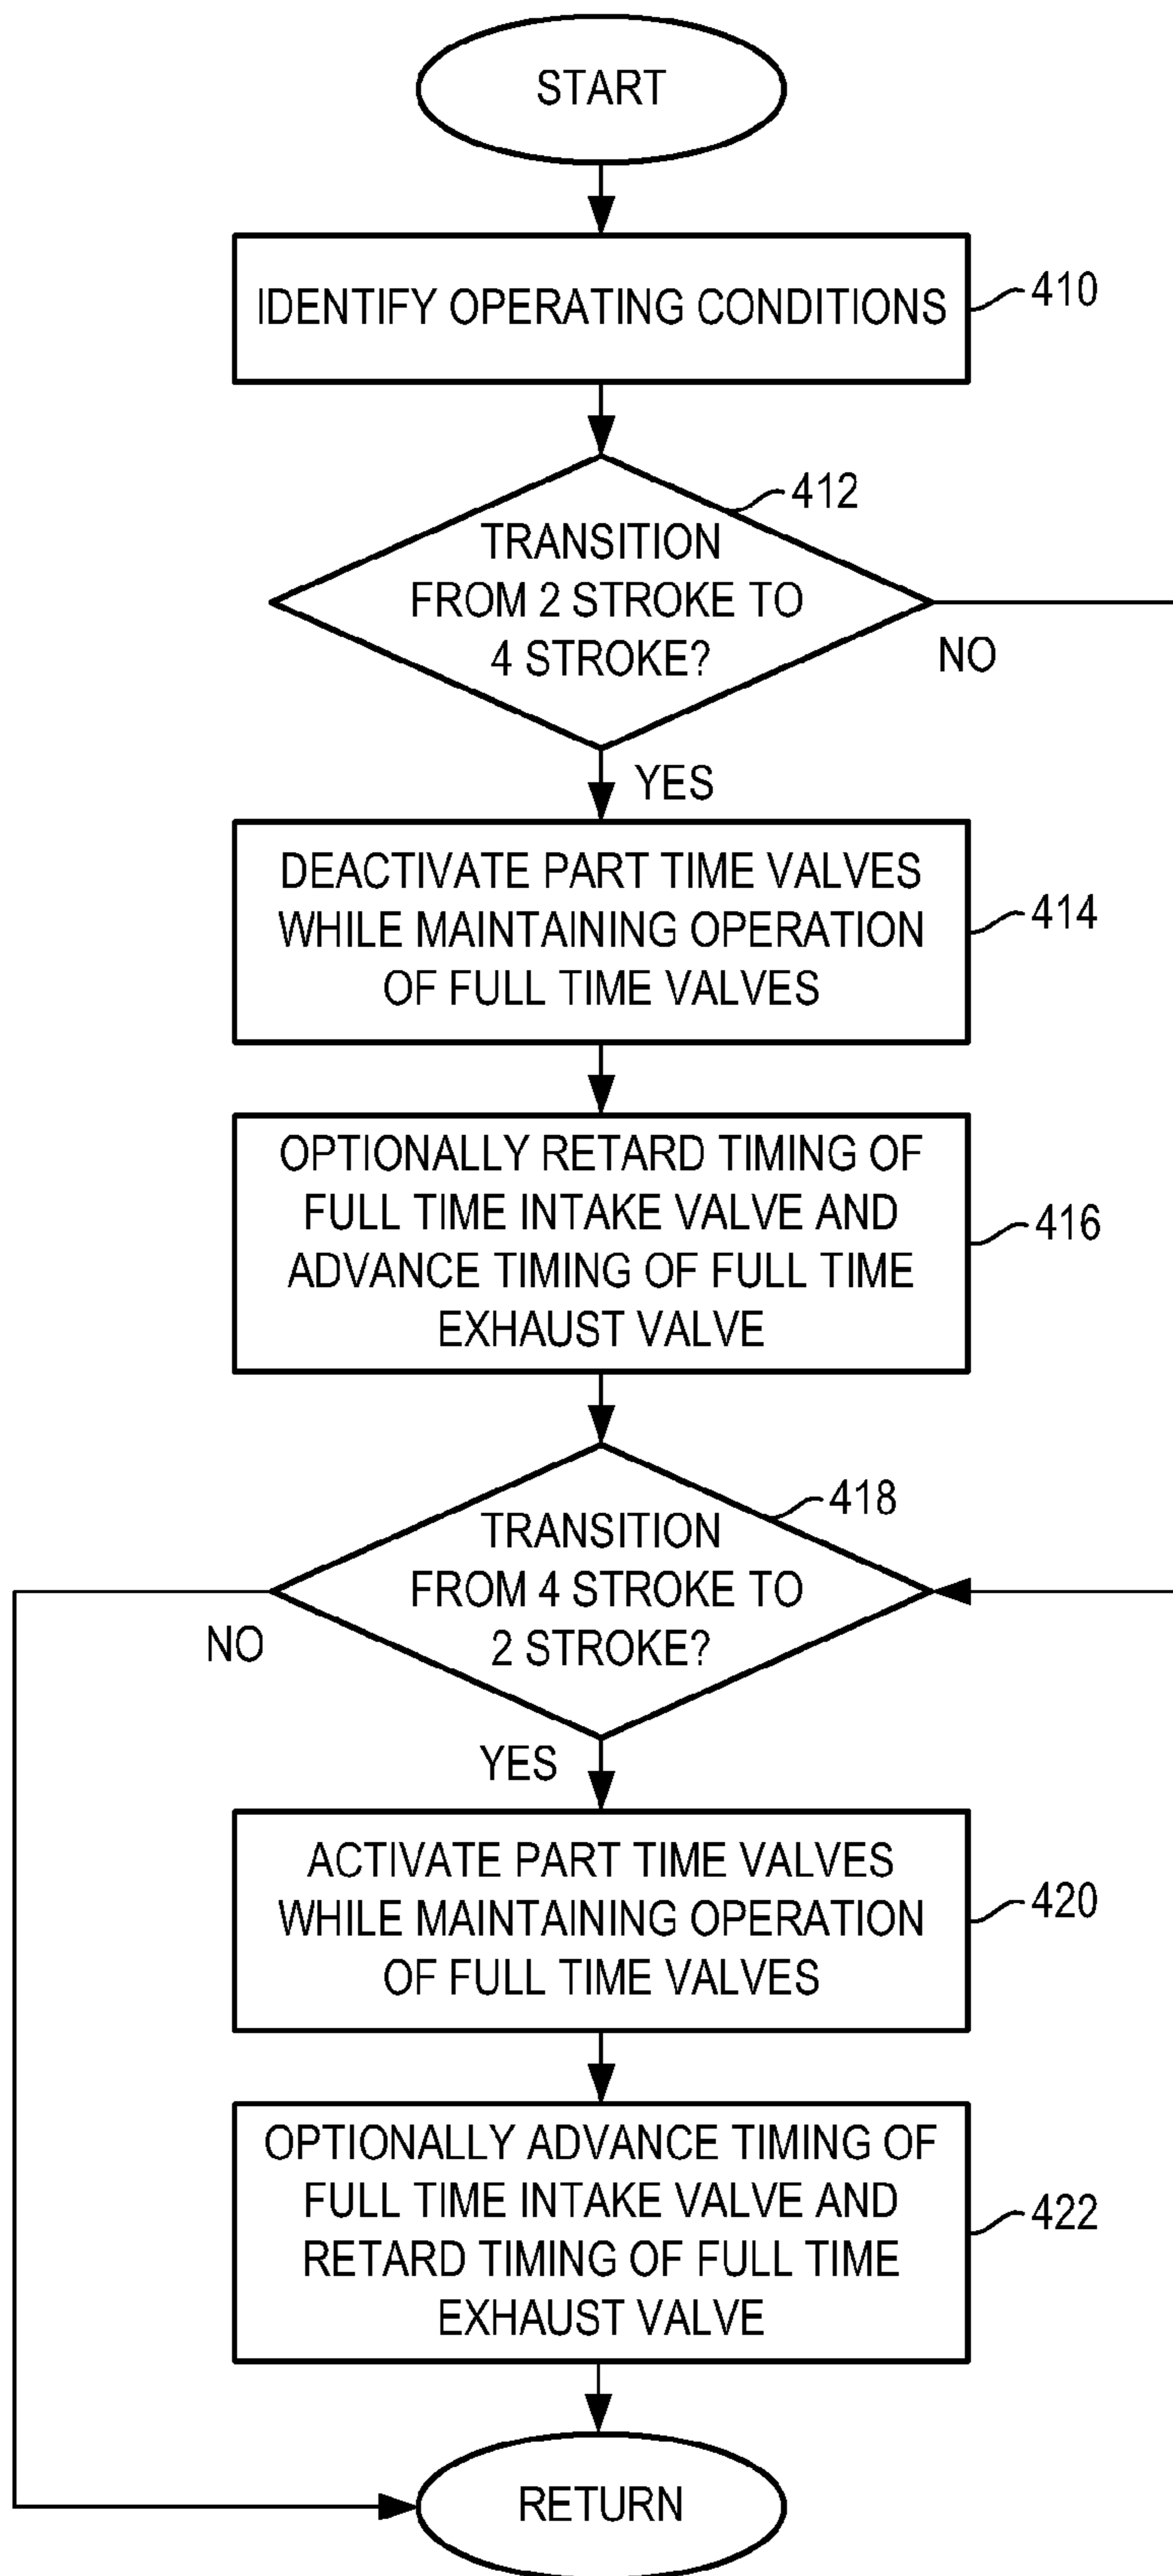 START
IDENTIFY OPERATING CONDITIONS
410
412
TRANSITION
FROM 2 STROKE TO
4 STROKE?
NO
YES
DEACTIVATE PART TIME VALVES
WHILE MAINTAINING OPERATION
OF FULL TIME VALVES
414
OPTIONALLY RETARD TIMING OF
FULL TIME INTAKE VALVE AND
ADVANCE TIMING OF FULL TIME
EXHAUST VALVE
416
418
TRANSITION
FROM 4 STROKE TO
2 STROKE?
NO
YES
ACTIVATE PART TIME VALVES
WHILE MAINTAINING OPERATION
OF FULL TIME VALVES
420
OPTIONALLY ADVANCE TIMING OF
FULL TIME INTAKE VALVE AND
RETARD TIMING OF FULL TIME
EXHAUST VALVE
422
RETURN